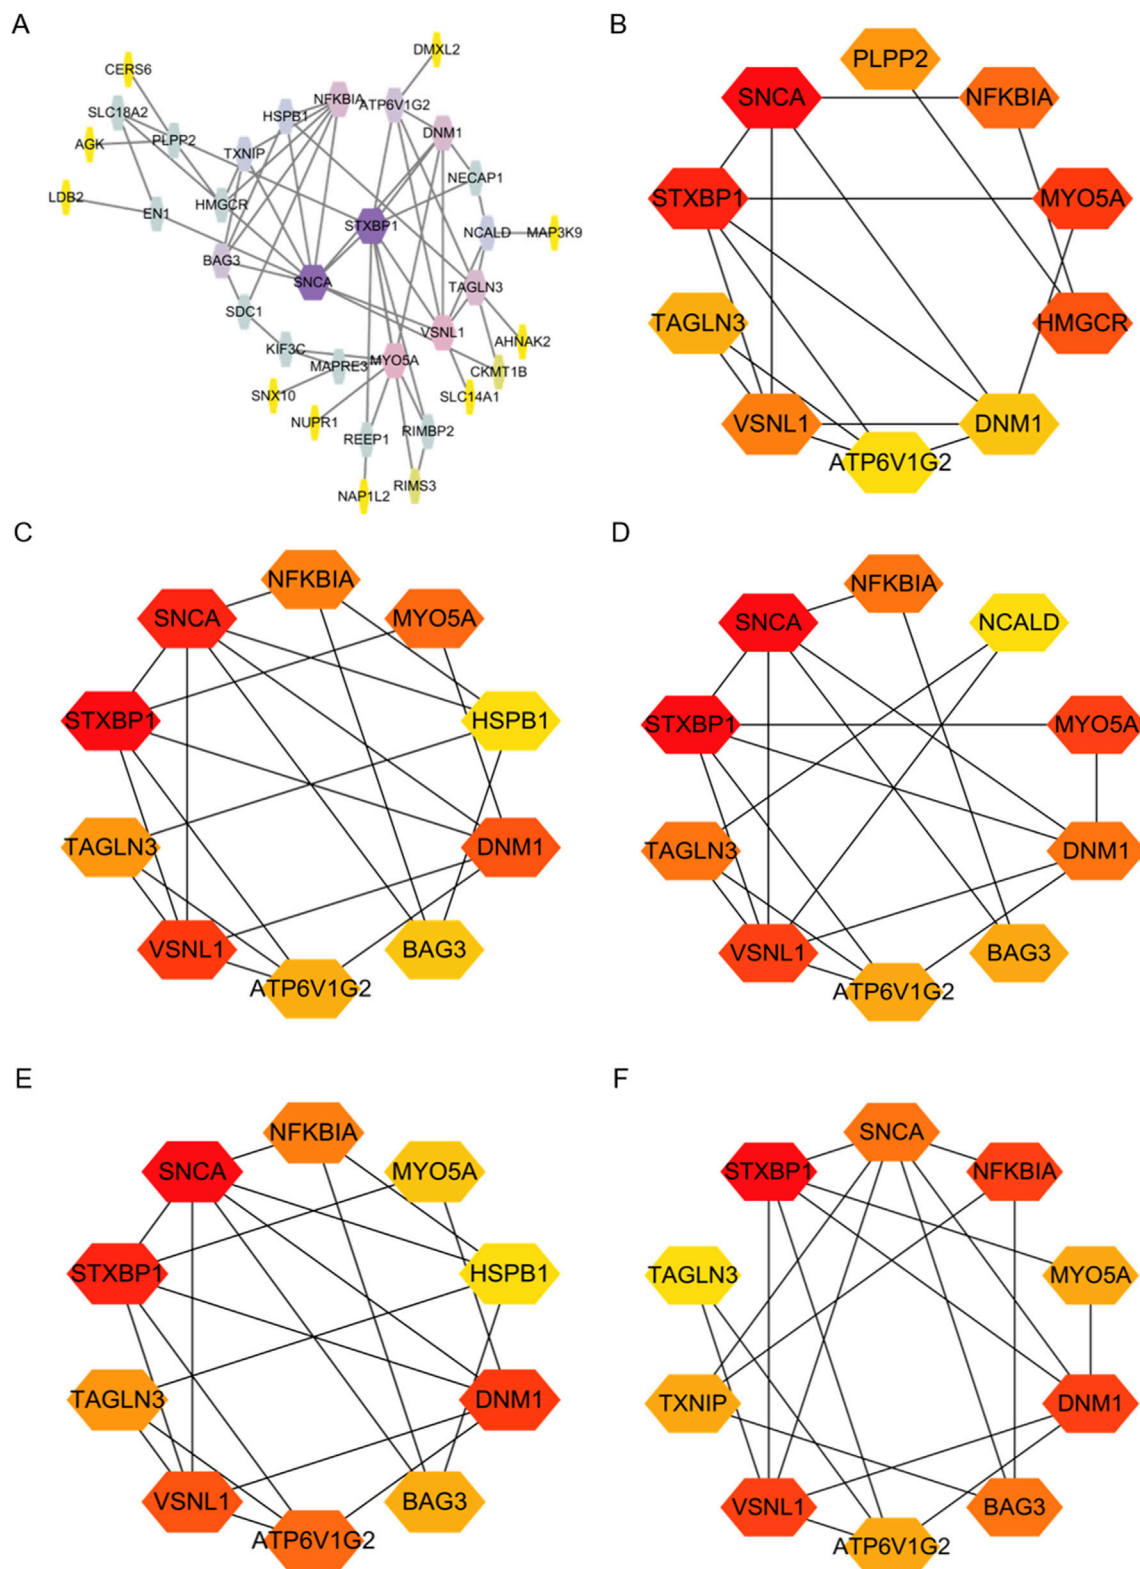 A
DMXL2
CERS6
NFKBIA
ATP6V1G2
SLC18A2
HSPB1
DNM1
AGK
PLPP2
TXNIP
NECAP1
LDB2
EN1
HMGCR
STXBP1
NCALD
MAP3K9
BAG3
SNCA
TAGLN3
SDC1
VSNL1
KIF3C
MAPRE3
MYO5A
AHNAK2
CKMT1B
SNX10
SLC14A1
NUPR1
REEP1
RIMBP2
NAP1L2
RIMS3
B
PLPP2
SNCA
NFKBIA
STXBP1
MYO5A
TAGLN3
HMGCR
VSNL1
DNM1
ATP6V1G2
C
NFKBIA
SNCA
MYO5A
STXBP1
HSPB1
TAGLN3
DNM1
VSNL1
BAG3
ATP6V1G2
D
NFKBIA
SNCA
NCALD
STXBP1
MYO5A
TAGLN3
DNM1
VSNL1
BAG3
ATP6V1G2
E
NFKBIA
SNCA
MYO5A
STXBP1
HSPB1
TAGLN3
DNM1
VSNL1
BAG3
ATP6V1G2
F
SNCA
STXBP1
NFKBIA
TAGLN3
MYO5A
TXNIP
DNM1
VSNL1
BAG3
ATP6V1G2